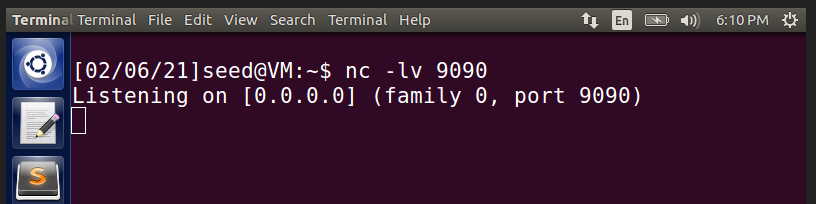 Terminal Terminal File Edit View Search Terminal Help En 6:10 PM
[02/06/21]seed@VM:~$ nc -lv 9090
Listening on [0.0.0.0] (family 0, port 9090)
S